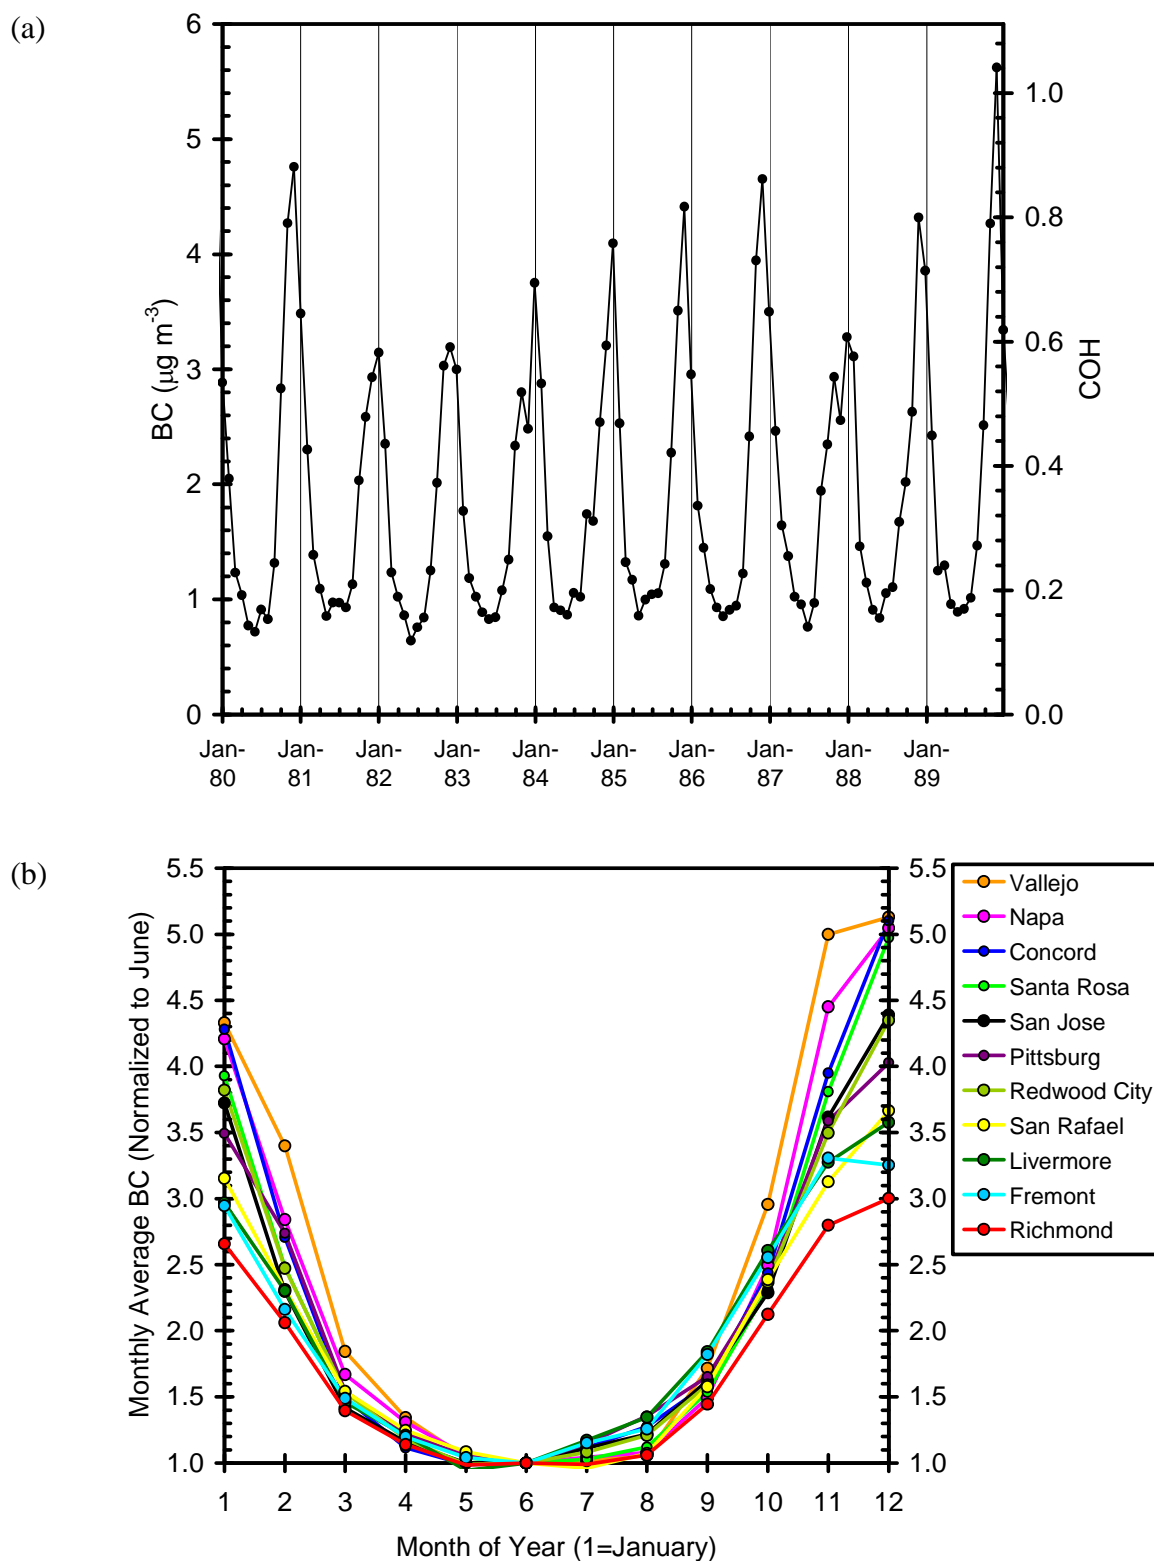 (a)
6
5
4
3
2
1
0
BC (µg m-3)
1.0
0.8
0.6
0.4
0.2
0.0
COH
Jan- Jan- Jan- Jan- Jan- Jan- Jan- Jan- Jan- Jan-
80 81 82 83 84 85 86 87 88 89
(b)
5.5
5.0
4.5
4.0
3.5
3.0
2.5
2.0
1.5
1.0
Monthly Average BC (Normalized to June)
5.5
5.0
4.5
4.0
3.5
3.0
2.5
2.0
1.5
1.0
Vallejo
Napa
Concord
Santa Rosa
San Jose
Pittsburg
Redwood City
San Rafael
Livermore
Fremont
Richmond
1 2 3 4 5 6 7 8 9 10 11 12
Month of Year (1=January)